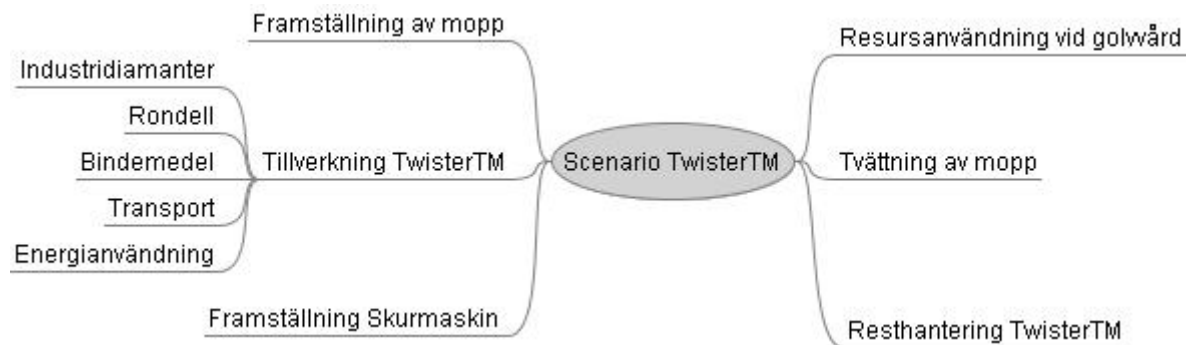 Framställning av mopp
Industridiamanter
Rondell
Bindemedel
Transport
Energianvändning
Tillverkning TwisterTM
Framställning Skurmaskin
Scenario TwisterTM
Resursanvändning vid golvvård
Tvättning av mopp
Resthantering TwisterTM